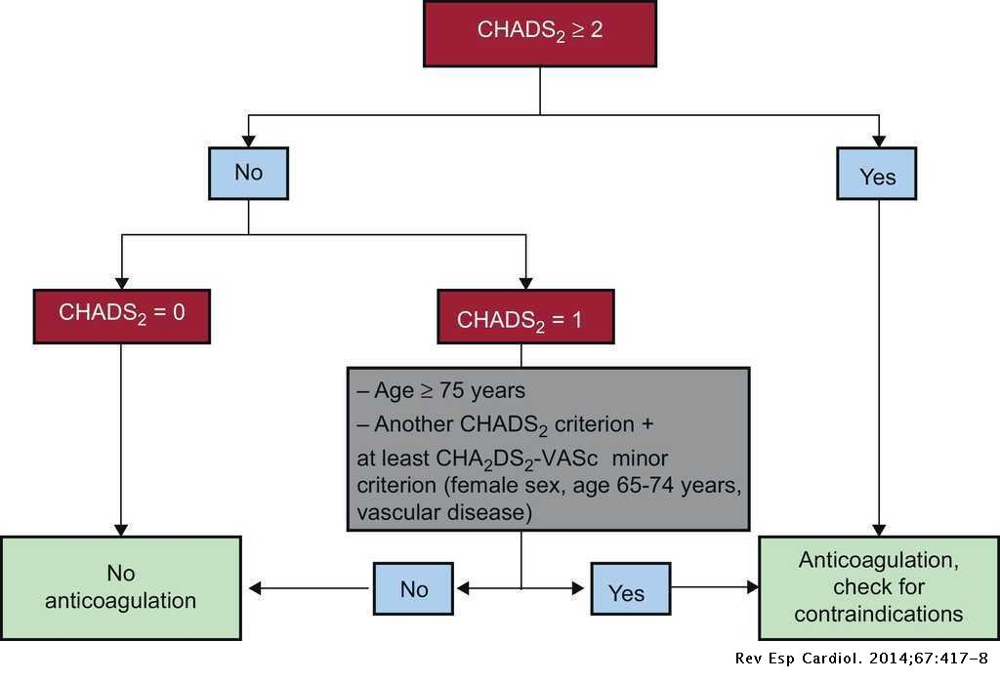 CHADS₂ ≥ 2
No
Yes
CHADS₂ = 0
CHADS₂ = 1
– Age ≥ 75 years
– Another CHADS₂ criterion +
at least CHA₂DS₂-VASc minor
criterion (female sex, age 65-74 years,
vascular disease)
No
anticoagulation
No
Yes
Anticoagulation,
check for
contraindications
Rev Esp Cardiol. 2014;67:417-8